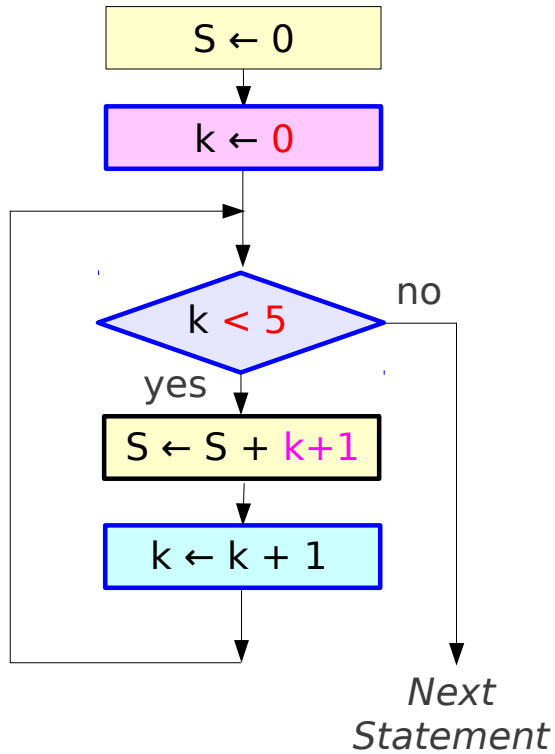 S ← 0
k ← 0
k < 5
no
yes
S ← S + k+1
k ← k + 1
Next
Statement